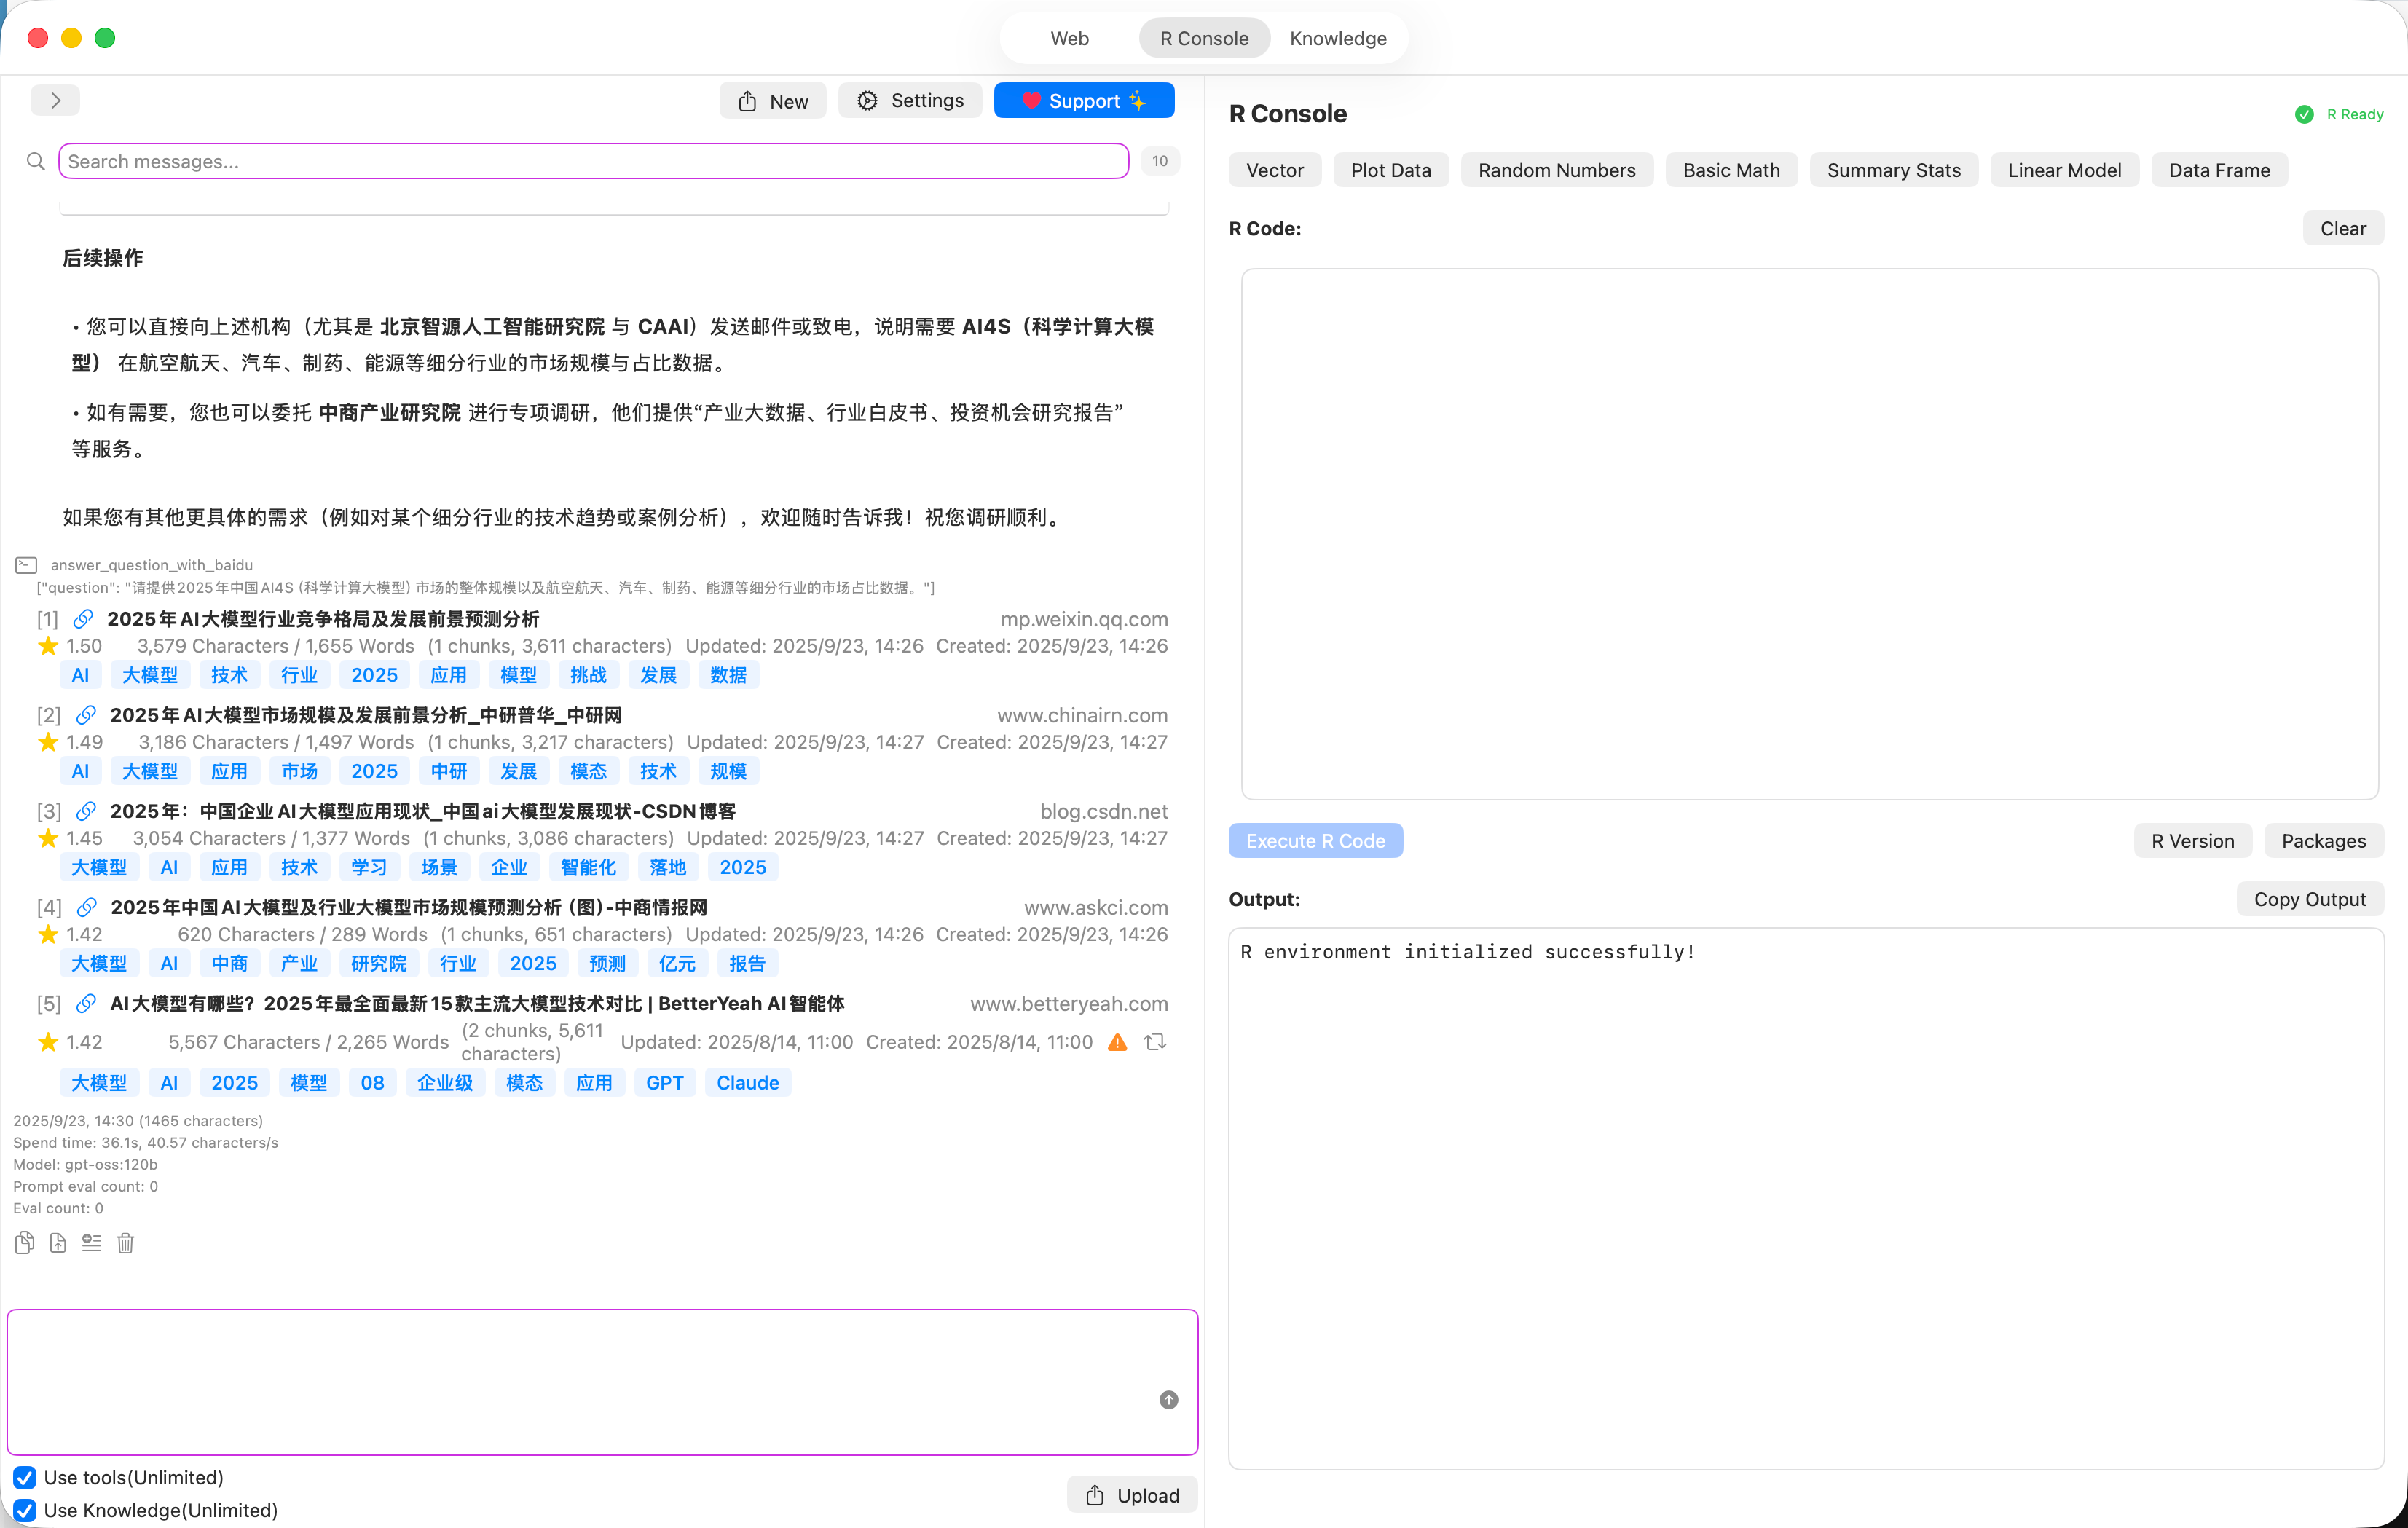 Web R Console Knowledge
New Settings Support
Search messages... 10
后续操作
• 您可以直接向上述机构（尤其是 北京智源人工智能研究院 与 CAAI）发送邮件或致电，说明需要 AI4S（科学计算大模
型） 在航空航天、汽车、制药、能源等细分行业的市场规模与占比数据。
• 如有需要，您也可以委托 中商产业研究院 进行专项调研，他们提供“产业大数据、行业白皮书、投资机会研究报告”
等服务。
如果您有其他更具体的需求（例如对某个细分行业的技术趋势或案例分析），欢迎随时告诉我！祝您调研顺利。
answer_question_with_baidu
["question": "请提供2025年中国AI4S (科学计算大模型) 市场的整体规模以及航空航天、汽车、制药、能源等细分行业的市场占比数据。"]
[1] 2025年AI大模型行业竞争格局及发展前景预测分析 mp.weixin.qq.com
1.50 3,579 Characters / 1,655 Words (1 chunks, 3,611 characters) Updated: 2025/9/23, 14:26 Created: 2025/9/23, 14:26
AI 大模型 技术 行业 2025 应用 模型 挑战 发展 数据
[2] 2025年AI大模型市场规模及发展前景分析_中研普华_中研网 www.chinairn.com
1.49 3,186 Characters / 1,497 Words (1 chunks, 3,217 characters) Updated: 2025/9/23, 14:27 Created: 2025/9/23, 14:27
AI 大模型 应用 市场 2025 中研 发展 模态 技术 规模
[3] 2025年：中国企业AI大模型应用现状_中国ai大模型发展现状-CSDN博客 blog.csdn.net
1.45 3,054 Characters / 1,377 Words (1 chunks, 3,086 characters) Updated: 2025/9/23, 14:27 Created: 2025/9/23, 14:27
大模型 AI 应用 技术 学习 场景 企业 智能化 落地 2025
[4] 2025年中国AI大模型及行业大模型市场规模预测分析（图）-中商情报网 www.askci.com
1.42 620 Characters / 289 Words (1 chunks, 651 characters) Updated: 2025/9/23, 14:26 Created: 2025/9/23, 14:26
大模型 AI 中商 产业 研究院 行业 2025 预测 亿元 报告
[5] AI大模型有哪些？2025年最全面最新15款主流大模型技术对比 | BetterYeah AI智能体 www.betteryeah.com
1.42 5,567 Characters / 2,265 Words (2 chunks, 5,611 characters) Updated: 2025/8/14, 11:00 Created: 2025/8/14, 11:00
大模型 AI 2025 模型 08 企业级 模态 应用 GPT Claude
2025/9/23, 14:30 (1465 characters)
Spend time: 36.1s, 40.57 characters/s
Model: gpt-oss:120b
Prompt eval count: 0
Eval count: 0
Use tools(Unlimited)
Use Knowledge(Unlimited)
Upload
R Console R Ready
Vector Plot Data Random Numbers Basic Math Summary Stats Linear Model Data Frame
R Code: Clear
Execute R Code R Version Packages
Output: Copy Output
R environment initialized successfully!